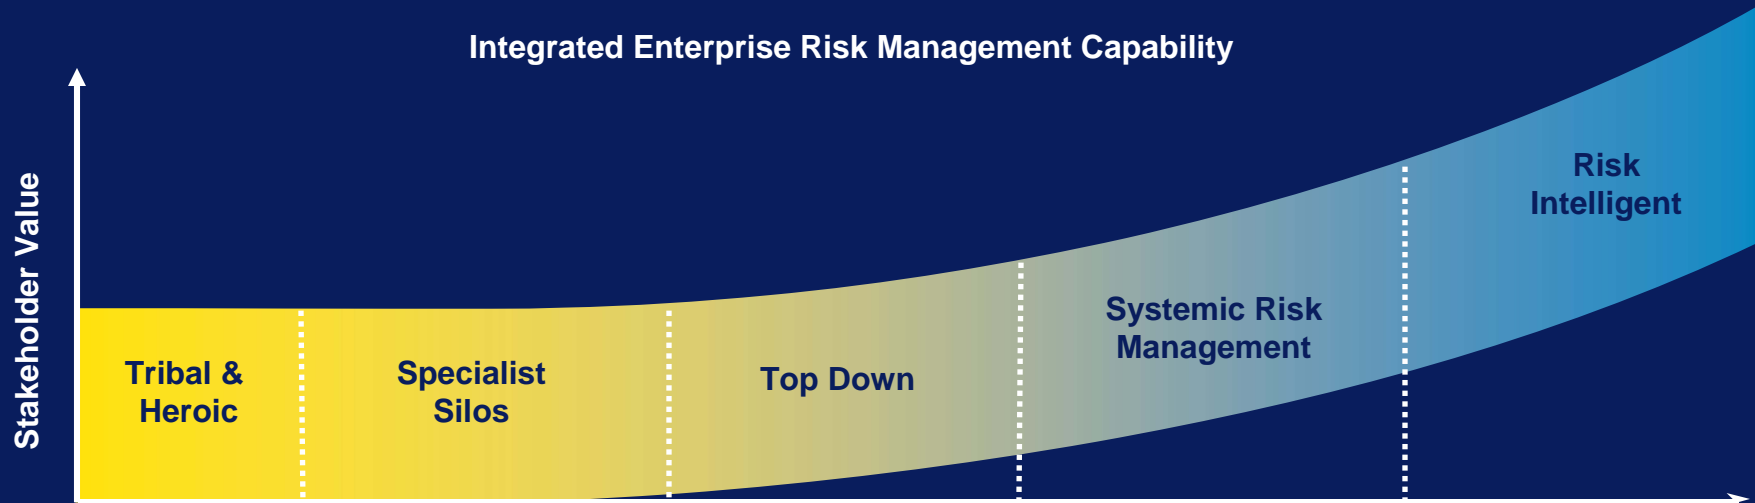 Integrated Enterprise Risk Management Capability
Stakeholder Value
Tribal &
Heroic
Specialist
Silos
Top Down
Systemic Risk
Management
Risk
Intelligent